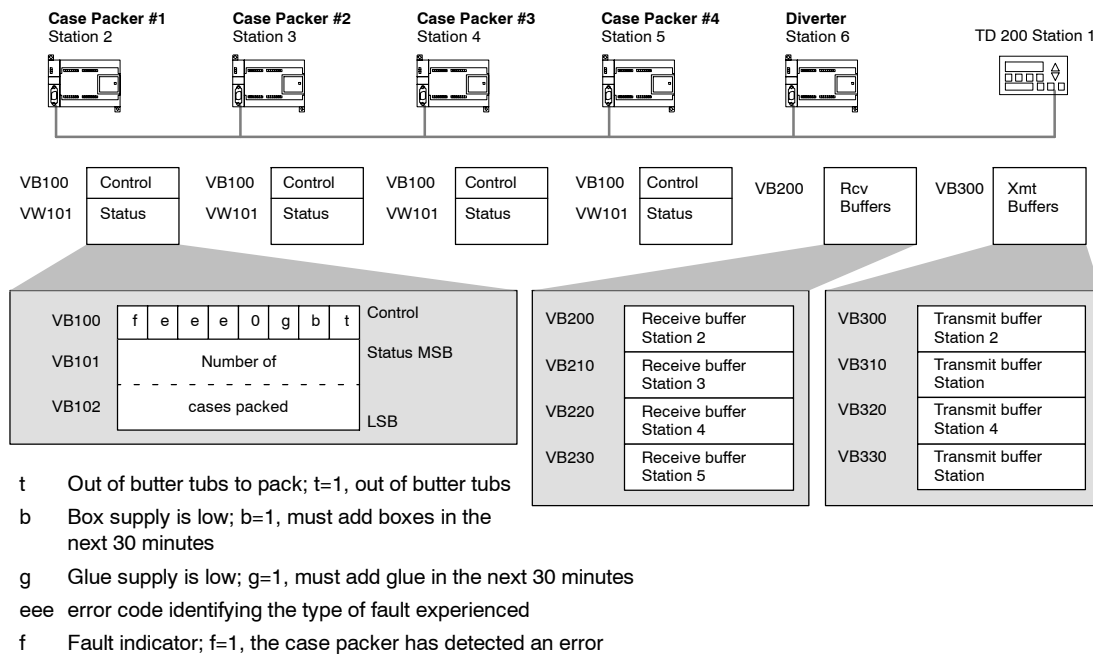 Case Packer #1
Station 2
Case Packer #2
Station 3
Case Packer #3
Station 4
Case Packer #4
Station 5
Diverter
Station 6
TD 200 Station 1
VB100 Control
VW101 Status
VB100 Control
VW101 Status
VB100 Control
VW101 Status
VB100 Control
VW101 Status
VB200
Rcv
Buffers
VB300
Xmt
Buffers
VB100 f e e e 0 g b t Control
VB101 Number of Status MSB
VB102 cases packed
LSB
VB200 Receive buffer
Station 2
VB210 Receive buffer
Station 3
VB220 Receive buffer
Station 4
VB230 Receive buffer
Station 5
VB300 Transmit buffer
Station 2
VB310 Transmit buffer
Station
VB320 Transmit buffer
Station 4
VB330 Transmit buffer
Station
t Out of butter tubs to pack; t=1, out of butter tubs
b Box supply is low; b=1, must add boxes in the
next 30 minutes
g Glue supply is low; g=1, must add glue in the next 30 minutes
eee error code identifying the type of fault experienced
f Fault indicator; f=1, the case packer has detected an error